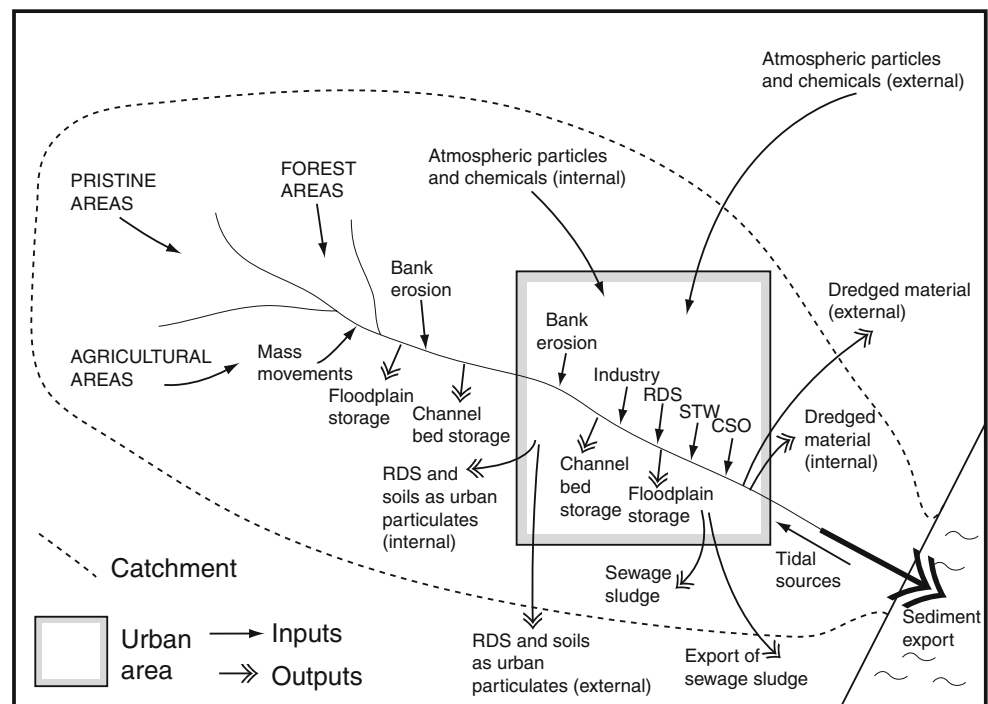 Atmospheric particles
and chemicals (external)
Atmospheric particles
and chemicals (internal)
PRISTINE
AREAS
FOREST
AREAS
Bank
erosion
Dredged material
(external)
AGRICULTURAL
AREAS
Mass
movements
Floodplain
storage
Channel
bed storage
Bank
erosion
Industry
RDS
STW
CSO
Dredged
material
(internal)
RDS and
soils as urban
particulates
(internal)
Channel
bed
storage
Floodplain
storage
Tidal
sources
Sewage
sludge
Sediment
export
RDS and soils
as urban
particulates (external)
Export of
sewage sludge
Catchment
Urban
area
Inputs
Outputs